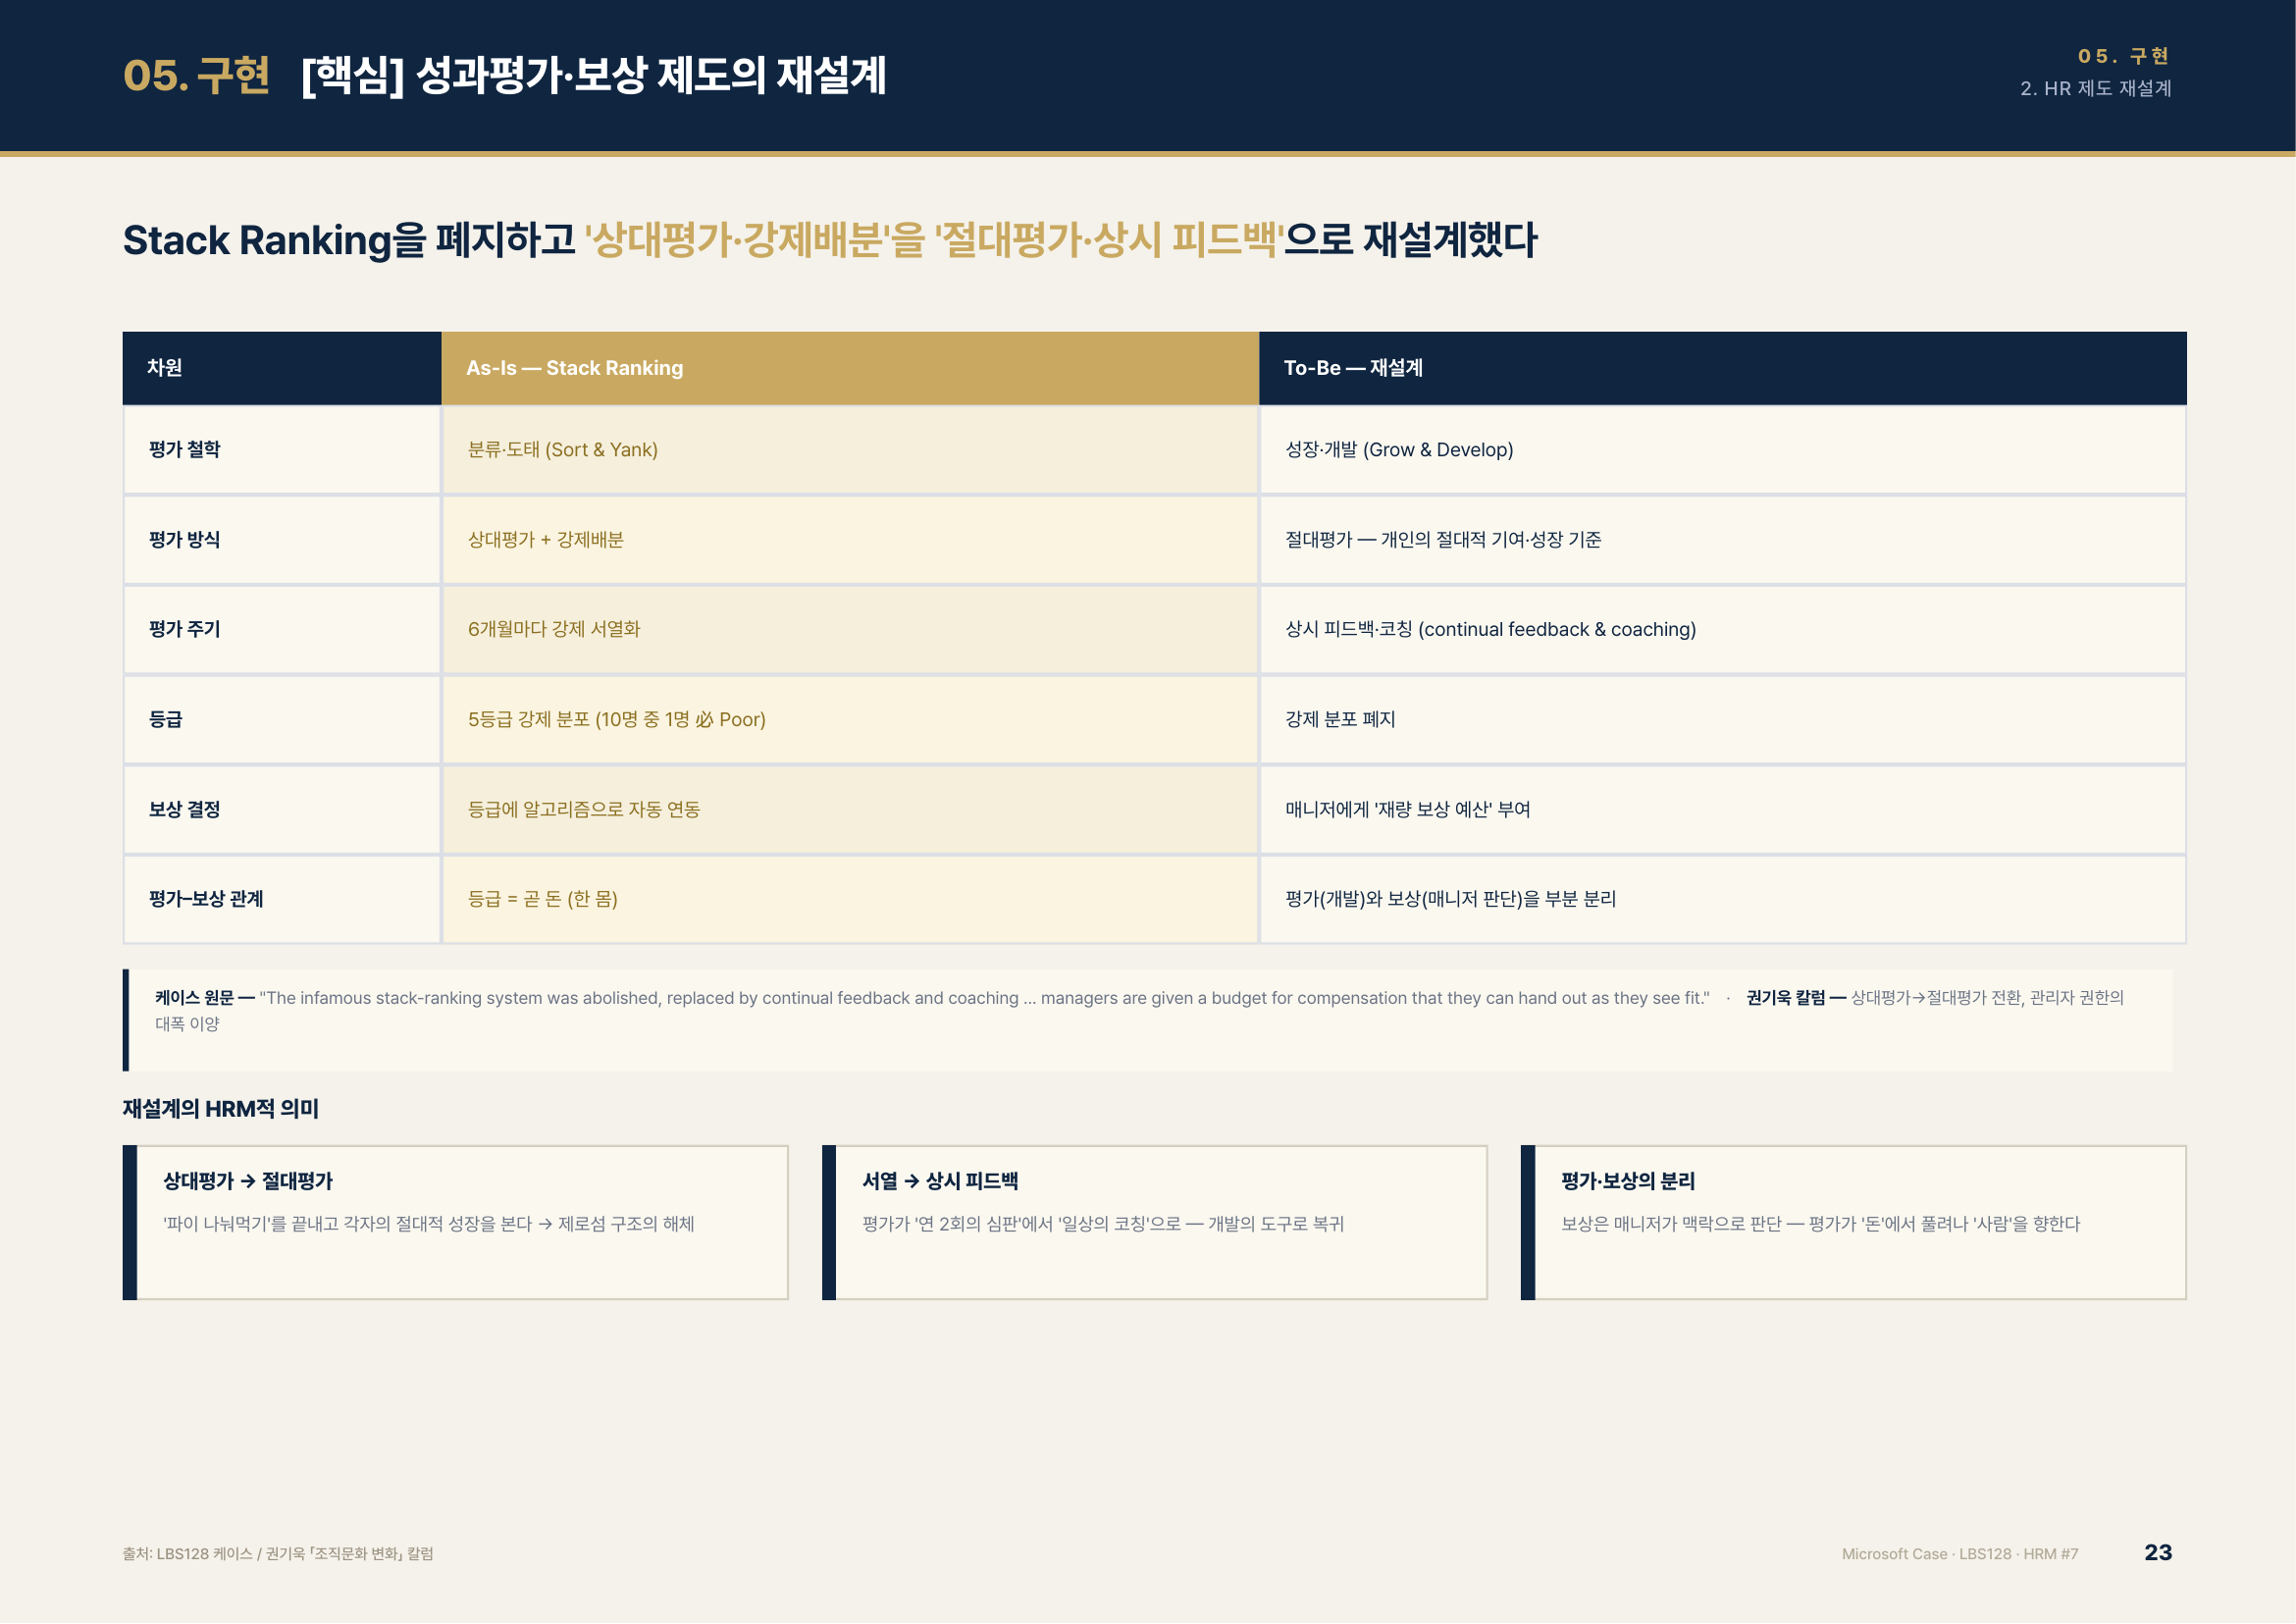 05. 구현 [핵심] 성과평가·보상 제도의 재설계
05. 구현
2. HR 제도 재설계
Stack Ranking을 폐지하고 '상대평가·강제배분'을 '절대평가·상시 피드백'으로 재설계했다
차원
As-Is — Stack Ranking
To-Be — 재설계
평가 철학
분류·도태 (Sort & Yank)
성장·개발 (Grow & Develop)
평가 방식
상대평가 + 강제배분
절대평가 — 개인의 절대적 기여·성장 기준
평가 주기
6개월마다 강제 서열화
상시 피드백·코칭 (continual feedback & coaching)
등급
5등급 강제 분포 (10명 중 1명 必 Poor)
강제 분포 폐지
보상 결정
등급에 알고리즘으로 자동 연동
매니저에게 '재량 보상 예산' 부여
평가–보상 관계
등급 = 곧 돈 (한 몸)
평가(개발)와 보상(매니저 판단)을 부분 분리
케이스 원문 — "The infamous stack-ranking system was abolished, replaced by continual feedback and coaching ... managers are given a budget for compensation that they can hand out as they see fit." · 권기욱 칼럼 — 상대평가→절대평가 전환, 관리자 권한의
대폭 이양
재설계의 HRM적 의미
상대평가 → 절대평가
'파이 나눠먹기'를 끝내고 각자의 절대적 성장을 본다 → 제로섬 구조의 해체
서열 → 상시 피드백
평가가 '연 2회의 심판'에서 '일상의 코칭'으로 — 개발의 도구로 복귀
평가·보상의 분리
보상은 매니저가 맥락으로 판단 — 평가가 '돈'에서 풀려나 '사람'을 향한다
출처: LBS128 케이스 / 권기욱 「조직문화 변화」 칼럼
Microsoft Case · LBS128 · HRM #7
23